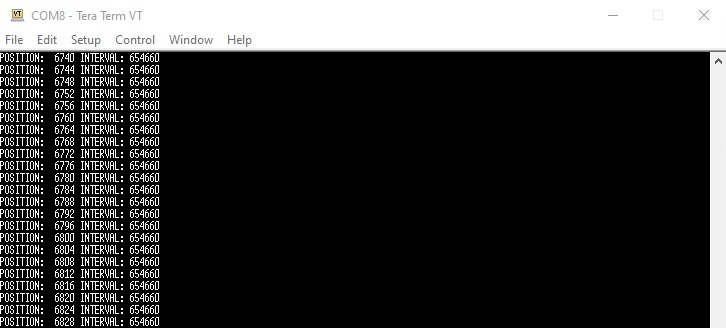 VT COM8 - Tera Term VT
File Edit Setup Control Window Help
POSITION: 6740 INTERVAL: 654660
POSITION: 6744 INTERVAL: 654660
POSITION: 6748 INTERVAL: 654660
POSITION: 6752 INTERVAL: 654660
POSITION: 6756 INTERVAL: 654660
POSITION: 6760 INTERVAL: 654660
POSITION: 6764 INTERVAL: 654660
POSITION: 6768 INTERVAL: 654660
POSITION: 6772 INTERVAL: 654660
POSITION: 6776 INTERVAL: 654660
POSITION: 6780 INTERVAL: 654660
POSITION: 6784 INTERVAL: 654660
POSITION: 6788 INTERVAL: 654660
POSITION: 6792 INTERVAL: 654660
POSITION: 6796 INTERVAL: 654660
POSITION: 6800 INTERVAL: 654660
POSITION: 6804 INTERVAL: 654660
POSITION: 6808 INTERVAL: 654660
POSITION: 6812 INTERVAL: 654660
POSITION: 6816 INTERVAL: 654660
POSITION: 6820 INTERVAL: 654660
POSITION: 6824 INTERVAL: 654660
POSITION: 6828 INTERVAL: 654660